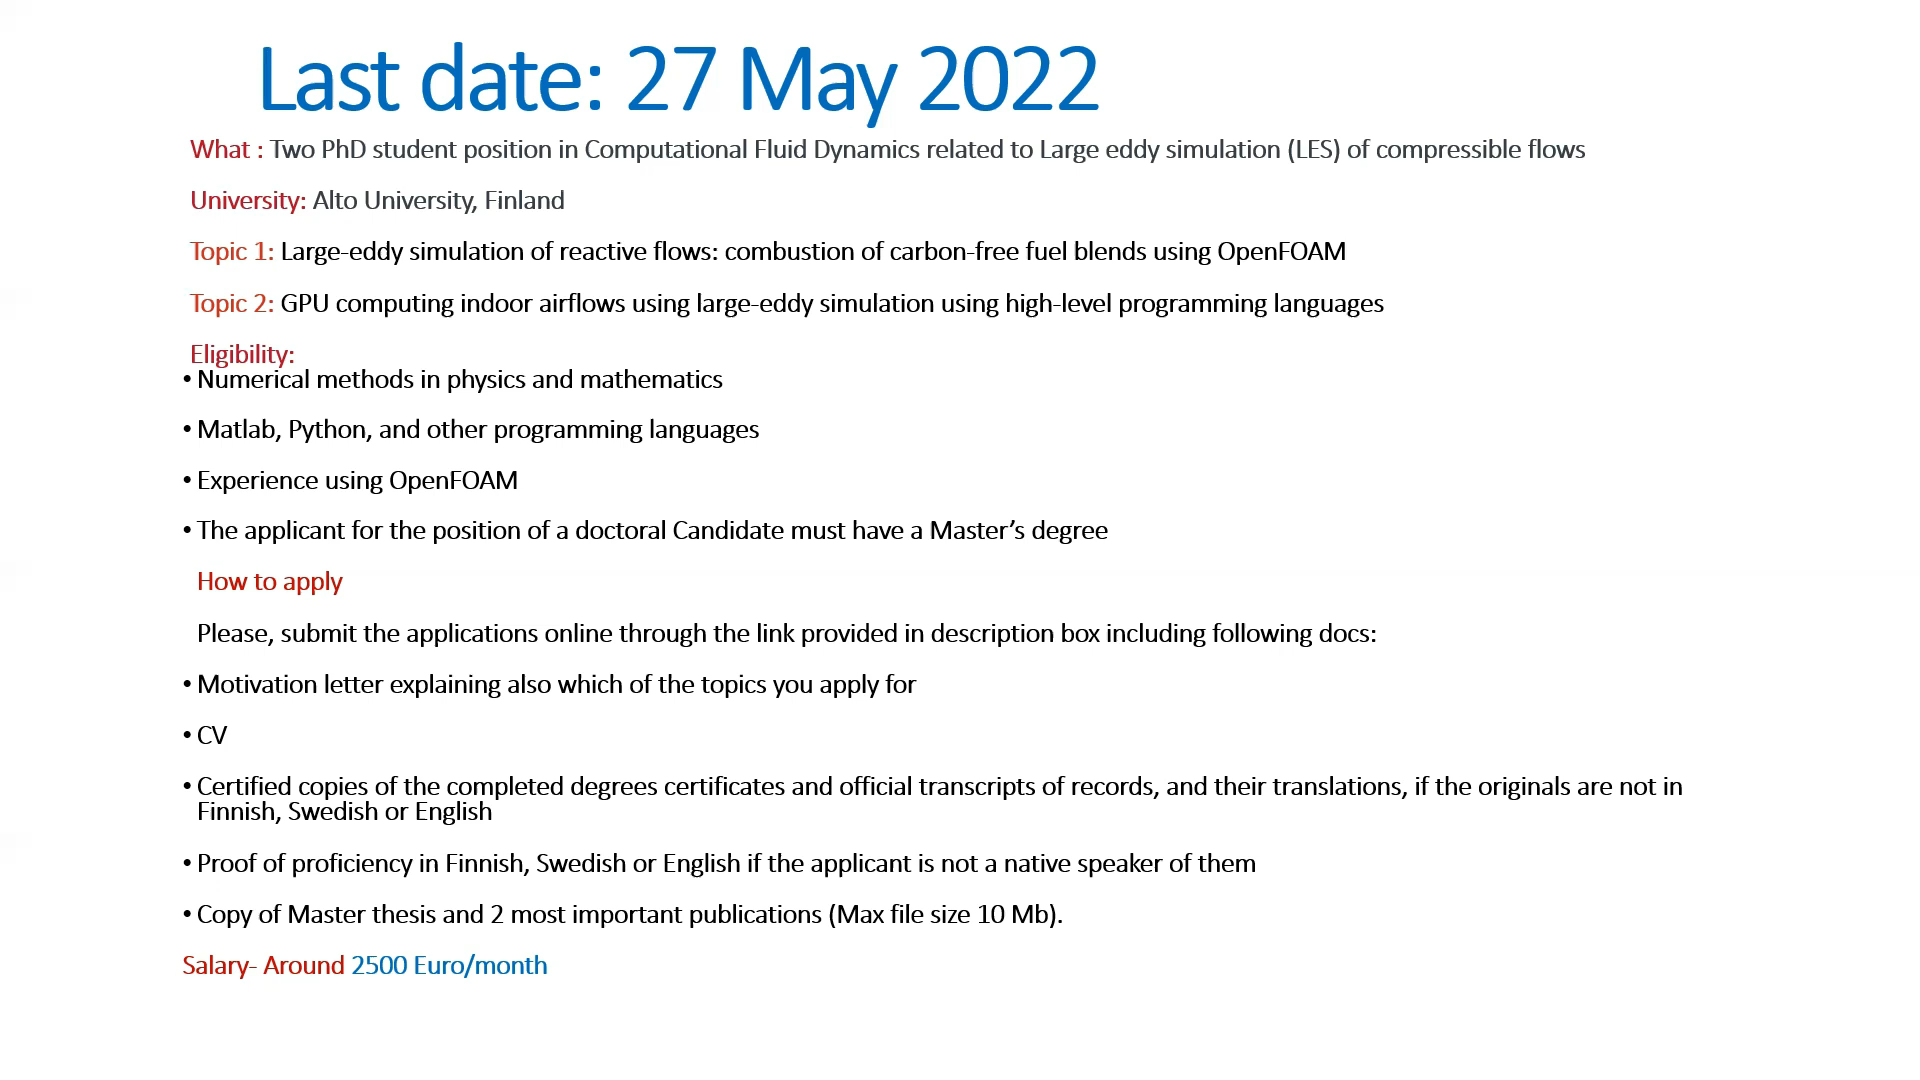 Last date: 27 May 2022
What : Two PhD student position in Computational Fluid Dynamics related to Large eddy simulation (LES) of compressible flows
University: Alto University, Finland
Topic 1: Large-eddy simulation of reactive flows: combustion of carbon-free fuel blends using OpenFOAM
Topic 2: GPU computing indoor airflows using large-eddy simulation using high-level programming languages
Eligibility:
• Numerical methods in physics and mathematics
• Matlab, Python, and other programming languages
• Experience using OpenFOAM
• The applicant for the position of a doctoral Candidate must have a Master’s degree
How to apply
Please, submit the applications online through the link provided in description box including following docs:
• Motivation letter explaining also which of the topics you apply for
• CV
• Certified copies of the completed degrees certificates and official transcripts of records, and their translations, if the originals are not in
Finnish, Swedish or English
• Proof of proficiency in Finnish, Swedish or English if the applicant is not a native speaker of them
• Copy of Master thesis and 2 most important publications (Max file size 10 Mb).
Salary- Around 2500 Euro/month